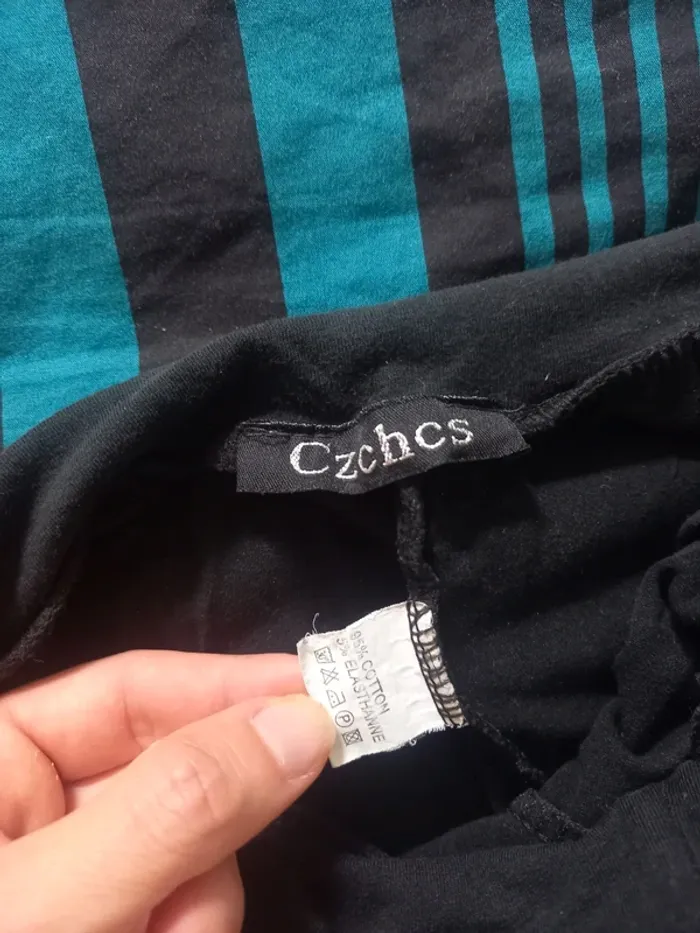 Czchcs
95% COTTON
5% ELASTHANNE
P